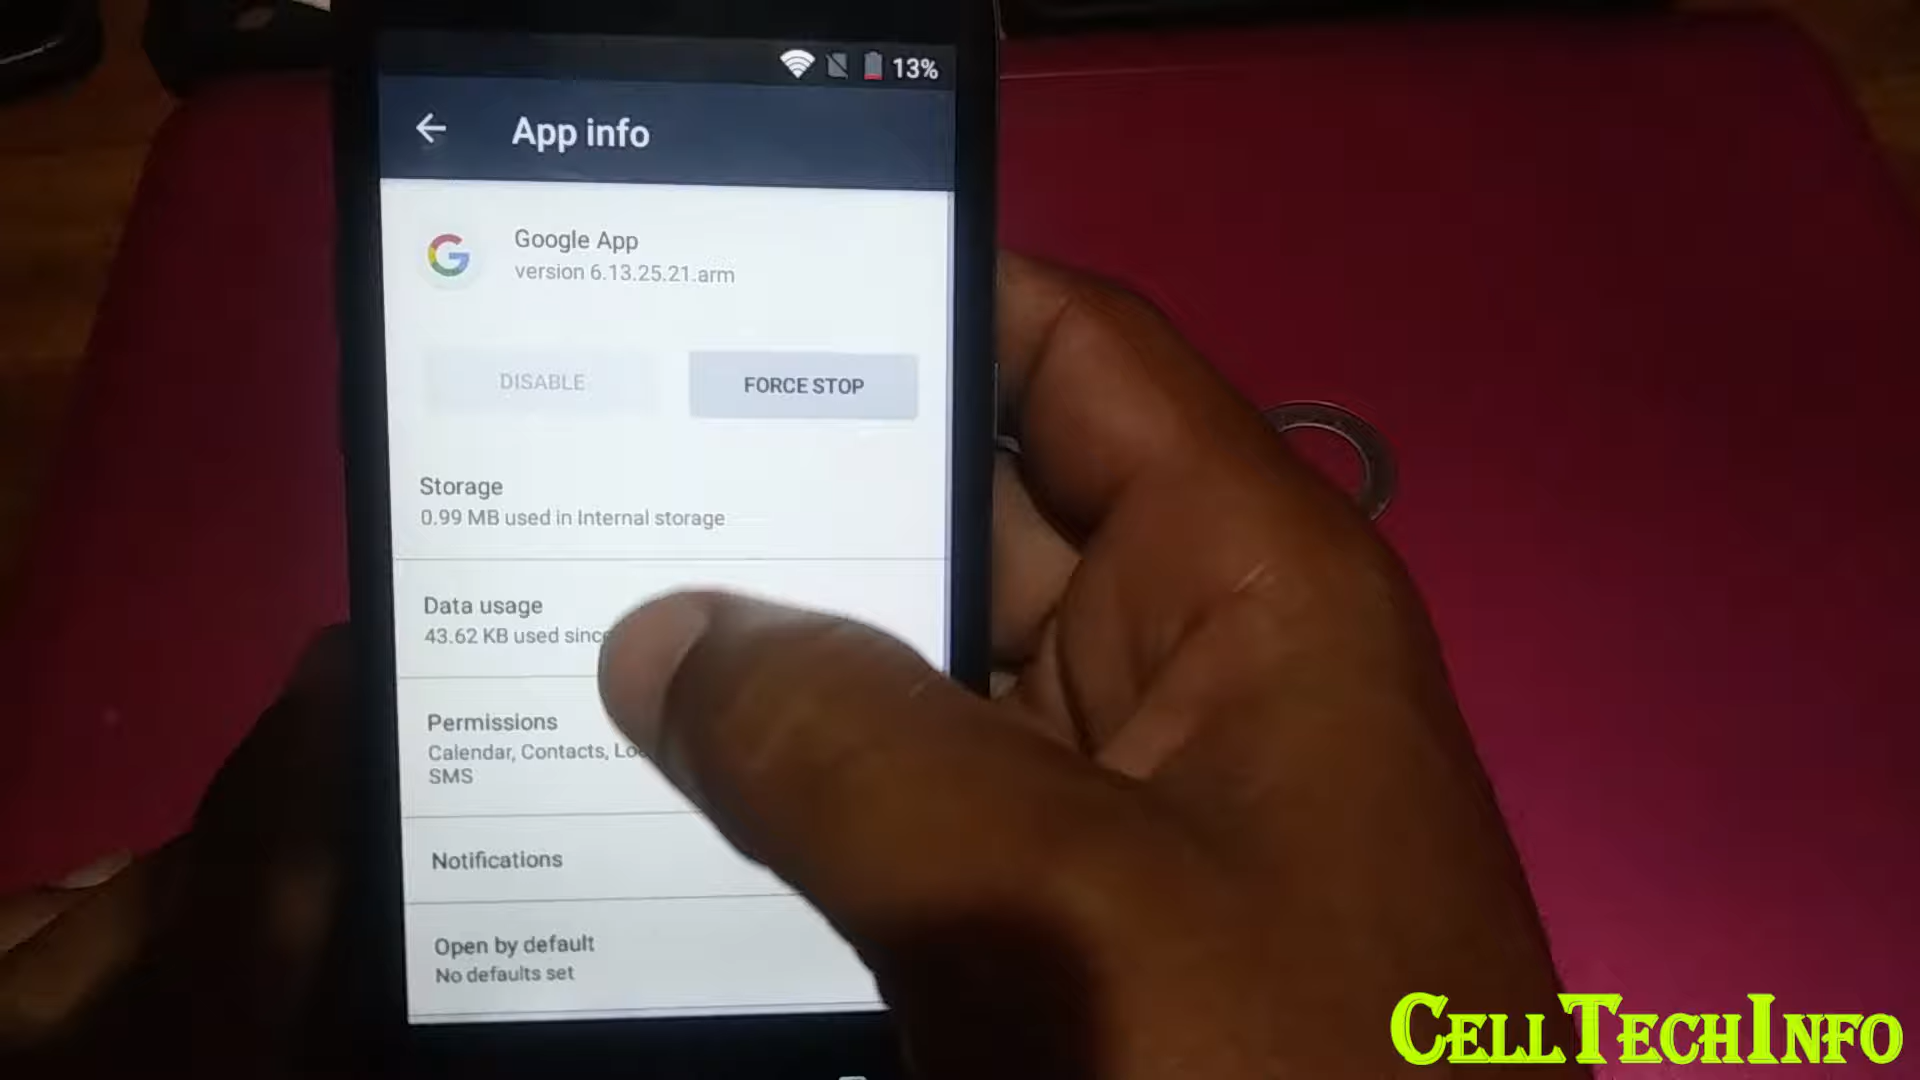 13%
App info
Google App
version 6.13.25.21.arm
DISABLE
FORCE STOP
Storage
0.99 MB used in Internal storage
Data usage
43.62 KB used
Permissions
Calendar, Contacts,
SMS
Notifications
Open by default
No defaults set
CELLTECHINFO